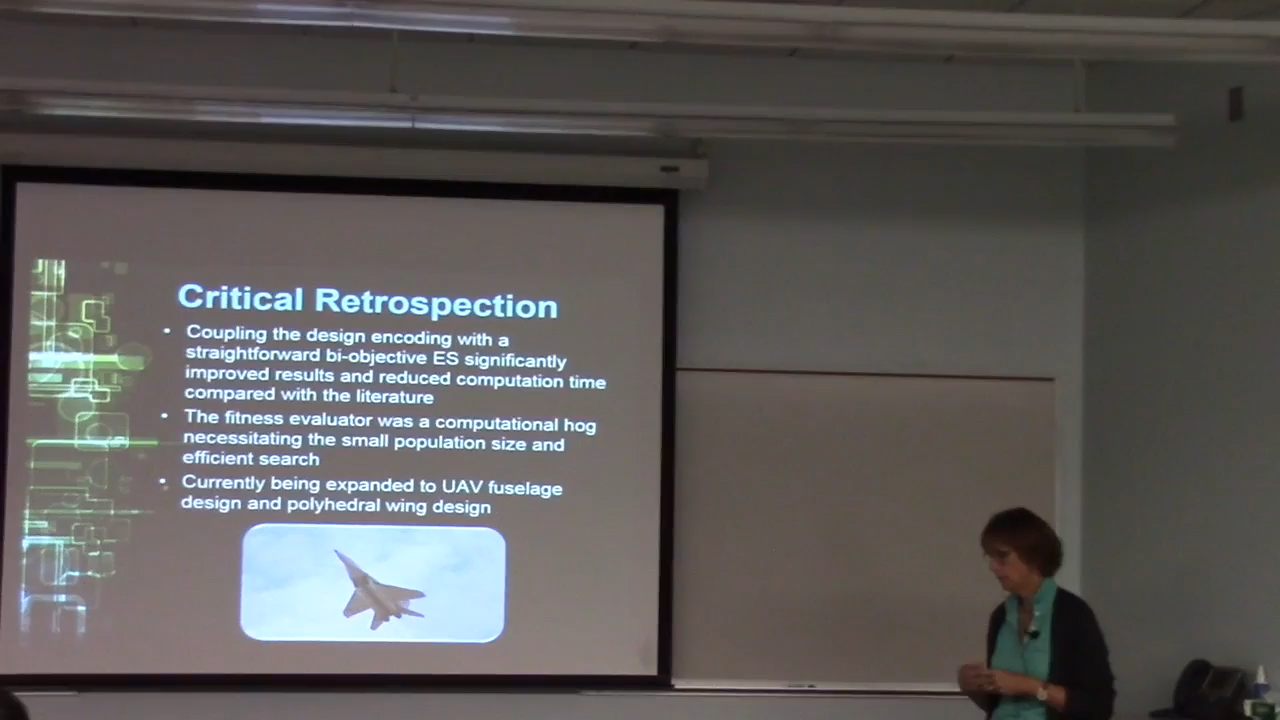 Critical Retrospection
• Coupling the design encoding with a
straightforward bi-objective ES significantly
improved results and reduced computation time
compared with the literature
• The fitness evaluator was a computational hog
necessitating the small population size and
efficient search
• Currently being expanded to UAV fuselage
design and polyhedral wing design